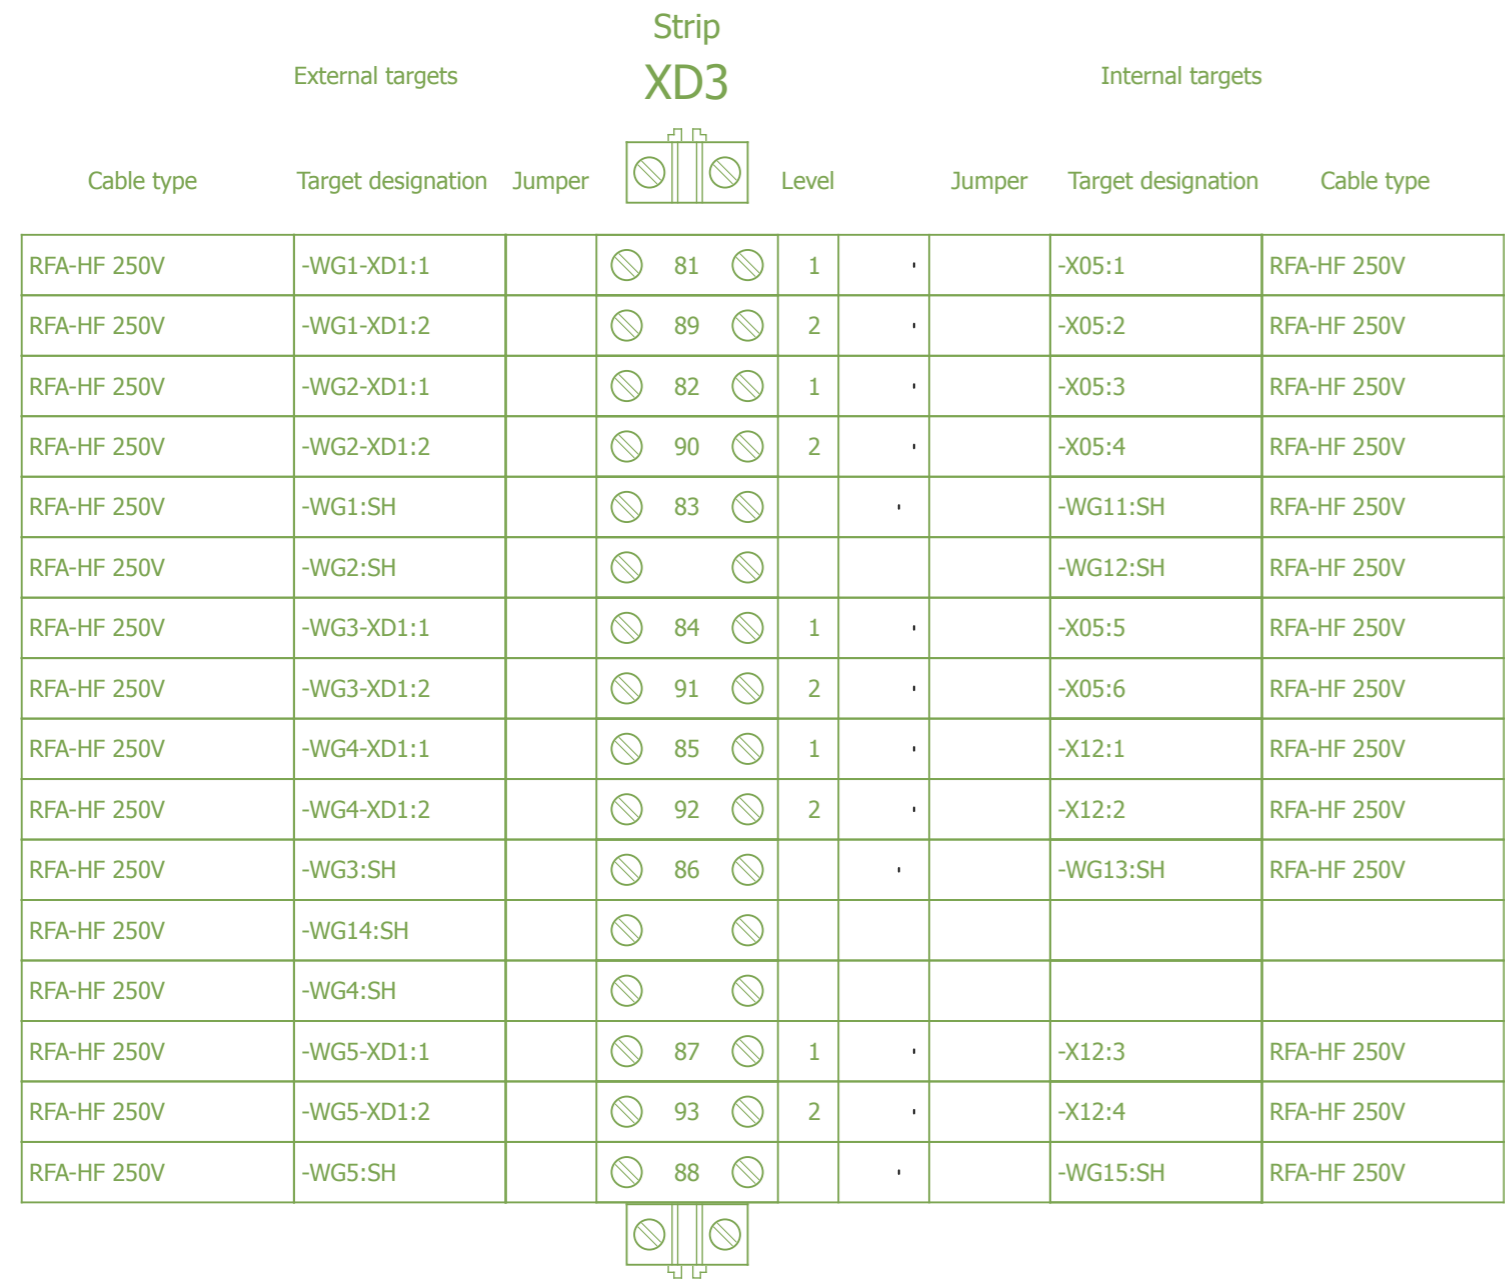 Strip
External targets XD3 Internal targets
Cable type Target designation Jumper Level Jumper Target designation Cable type
RFA-HF 250V -WG1-XD1:1 81 1 -X05:1 RFA-HF 250V
RFA-HF 250V -WG1-XD1:2 89 2 -X05:2 RFA-HF 250V
RFA-HF 250V -WG2-XD1:1 82 1 -X05:3 RFA-HF 250V
RFA-HF 250V -WG2-XD1:2 90 2 -X05:4 RFA-HF 250V
RFA-HF 250V -WG1:SH 83 -WG11:SH RFA-HF 250V
RFA-HF 250V -WG2:SH -WG12:SH RFA-HF 250V
RFA-HF 250V -WG3-XD1:1 84 1 -X05:5 RFA-HF 250V
RFA-HF 250V -WG3-XD1:2 91 2 -X05:6 RFA-HF 250V
RFA-HF 250V -WG4-XD1:1 85 1 -X12:1 RFA-HF 250V
RFA-HF 250V -WG4-XD1:2 92 2 -X12:2 RFA-HF 250V
RFA-HF 250V -WG3:SH 86 -WG13:SH RFA-HF 250V
RFA-HF 250V -WG14:SH
RFA-HF 250V -WG4:SH
RFA-HF 250V -WG5-XD1:1 87 1 -X12:3 RFA-HF 250V
RFA-HF 250V -WG5-XD1:2 93 2 -X12:4 RFA-HF 250V
RFA-HF 250V -WG5:SH 88 -WG15:SH RFA-HF 250V